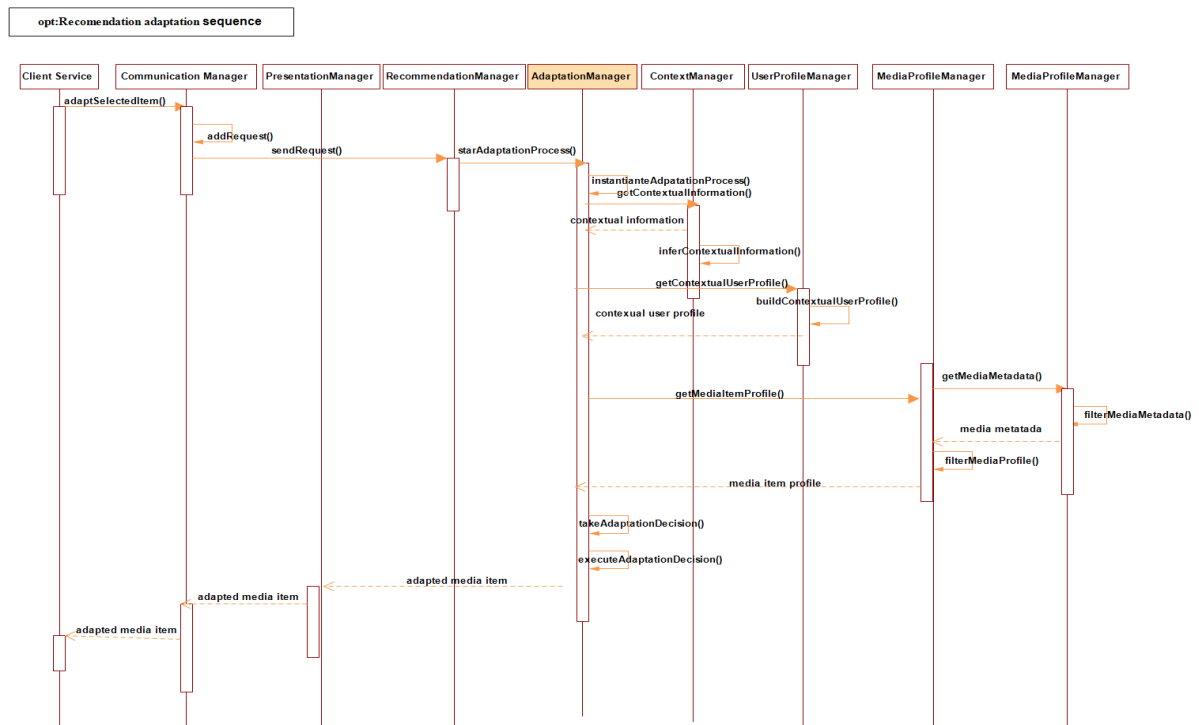 opt:Recomendation adaptation sequence
Client Service
Communication Manager
PresentationManager
RecommendationManager
AdaptationManager
ContextManager
UserProfileManager
MediaProfileManager
MediaProfileManager
adaptSelectedItem()
addRequest()
sendRequest()
starAdaptationProcess()
instantianteAdpatationProcess()
gotContextualInformation()
contextual information
inferContextualInformation()
getContextualUserProfile()
buildContextualUserProfile()
contexual user profile
getMediaMetadata()
getMediaItemProfile()
filterMediaMetadata()
media metatada
filterMediaProfile()
media item profile
takeAdaptationDecision()
executeAdaptationDecision()
adapted media item
adapted media item
adapted media item